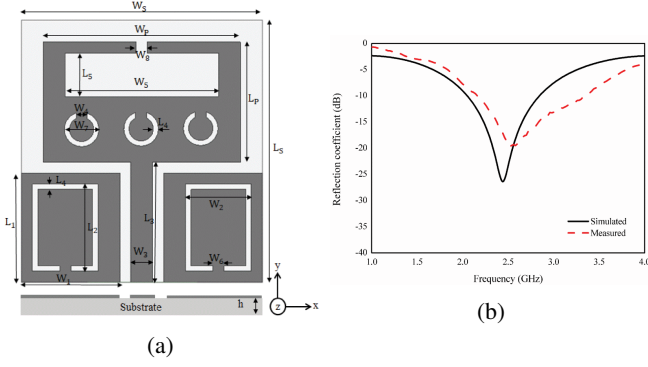 W_S
W_P
W_8
L_5
W_5
L_P
W_4
W_7
L_4
L_S
L_4
L_1
L_2
L_3
W_2
W_3
W_6
W_1
y
Substrate
h
z
x
(a)
0
-5
-10
-15
-20
-25
-30
-35
-40
Reflection coefficient (dB)
Simulated
Measured
1.0 1.5 2.0 2.5 3.0 3.5 4.0
Frequency (GHz)
(b)